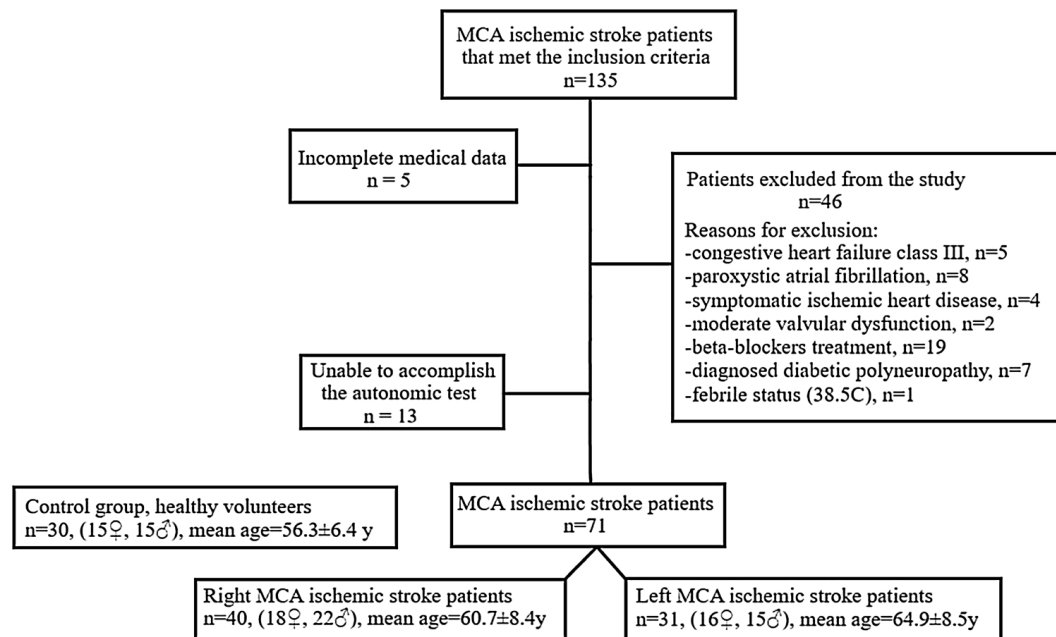 MCA ischemic stroke patients
that met the inclusion criteria
n=135
Incomplete medical data
n = 5
Patients excluded from the study
n=46
Reasons for exclusion:
-congestive heart failure class III, n=5
-paroxystic atrial fibrillation, n=8
-symptomatic ischemic heart disease, n=4
-moderate valvular dysfunction, n=2
-beta-blockers treatment, n=19
-diagnosed diabetic polyneuropathy, n=7
-febrile status (38.5C), n=1
Unable to accomplish
the autonomic test
n = 13
MCA ischemic stroke patients
n=71
Control group, healthy volunteers
n=30, (15♀, 15♂), mean age=56.3±6.4 y
Right MCA ischemic stroke patients
n=40, (18♀, 22♂), mean age=60.7±8.4y
Left MCA ischemic stroke patients
n=31, (16♀, 15♂), mean age=64.9±8.5y